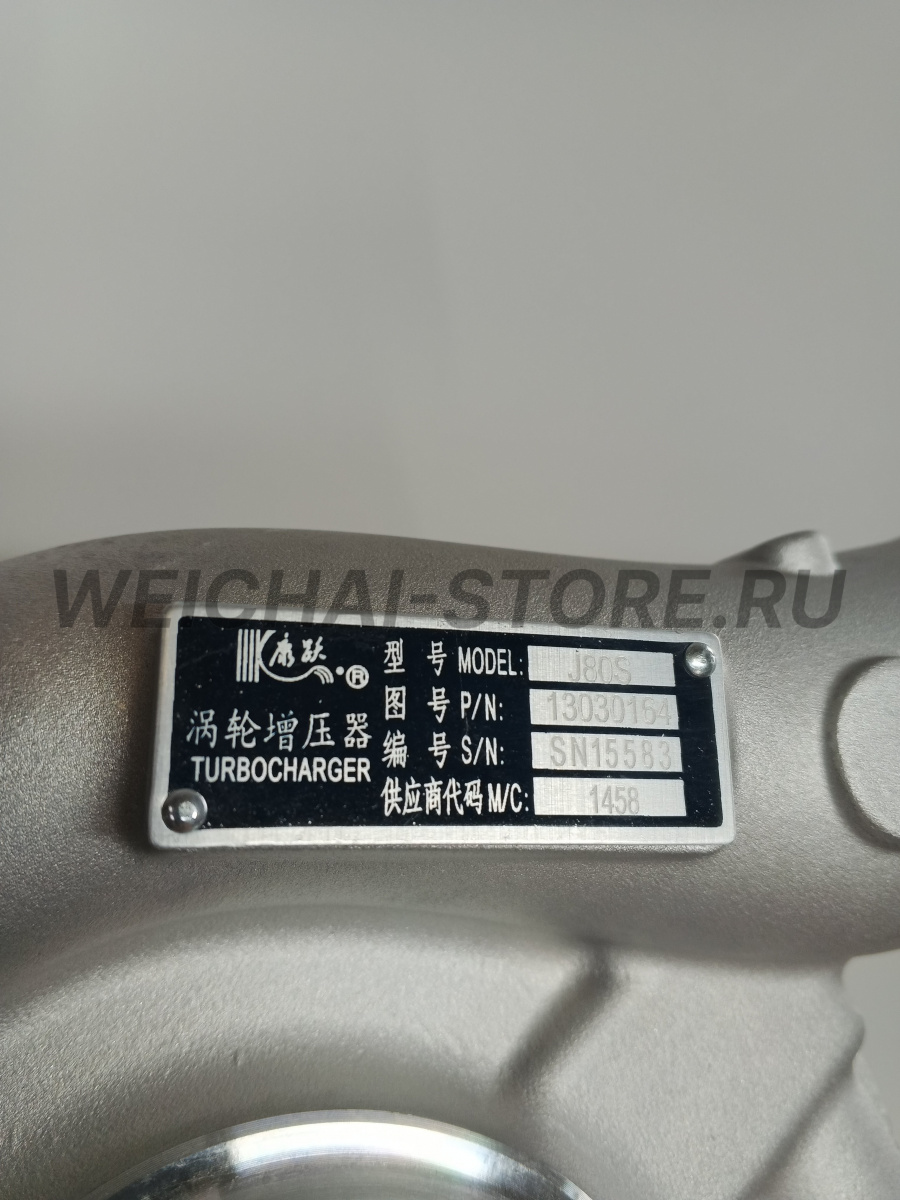 WEICHAI-STORE.RU
康跃 ®
涡轮增压器
TURBOCHARGER
型 号 MODEL: J80S
图 号 P/N: 13030164
编 号 S/N: SN15583
供应商代码 M/C: 1458